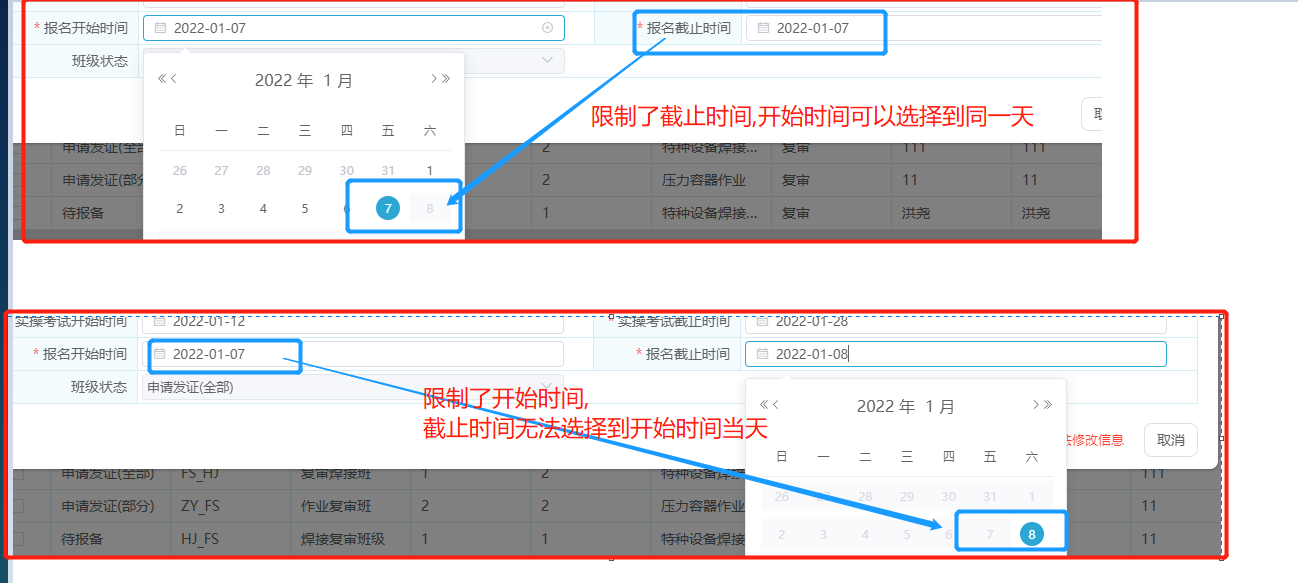 * 报名开始时间 2022-01-07 * 报名截止时间 2022-01-07
班级状态
2022 年 1 月
限制了截止时间,开始时间可以选择到同一天
日 一 二 三 四 五 六
申请发证(全部 2 特种设备焊接... 复审 111 111
26 27 28 29 30 31 1
申请发证(部分 2 压力容器作业 复审 11 11
2 3 4 5 6 7 8
待报备 1 特种设备焊接... 复审 洪尧 洪尧
实操考试开始时间 2022-01-12 实操考试截止时间 2022-01-28
* 报名开始时间 2022-01-07 * 报名截止时间 2022-01-08
班级状态 申请发证(全部)
限制了开始时间,
2022 年 1 月
截止时间无法选择到开始时间当天
修改信息 取消
日 一 二 三 四 五 六
申请发证(全部) FS_HJ 复审焊接班 1 2 特种设备焊接 111
26 27 28 29 30 31 1
申请发证(部分) ZY_FS 作业复审班 2 2 压力容器作业 11
2 3 4 5 6 7 8
待报备 HJ_FS 焊接复审班级 1 1 特种设备焊接 11